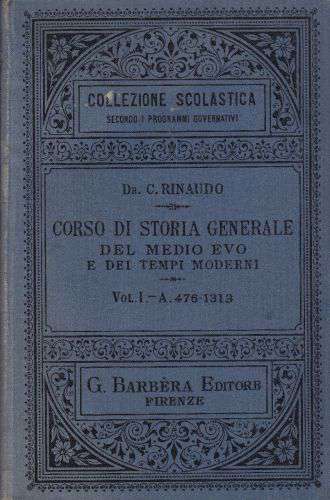 COLLEZIONE SCOLASTICA
SECONDO I PROGRAMMI GOVERNATIVI
DR. C. RINAUDO
CORSO DI STORIA GENERALE
DEL MEDIO EVO
E DEI TEMPI MODERNI
VOL. I.-A. 476-1313
G. BARBÈRA EDITORE
FIRENZE